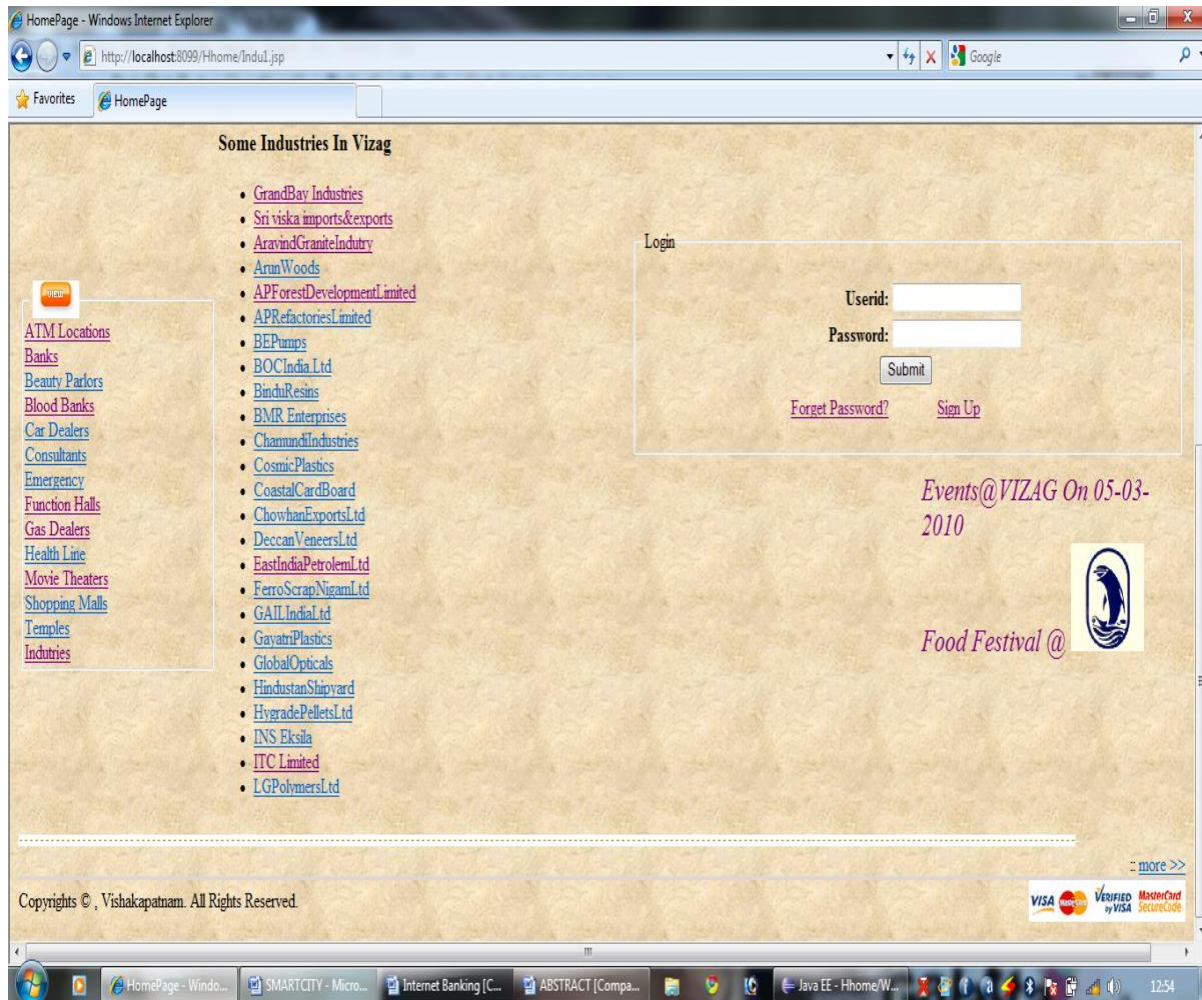 HomePage - Windows Internet Explorer
http://localhost:8099/Hhome/Indu1.jsp
Google
Favorites
HomePage
Some Industries In Vizag
GrandBay Industries
Sri viska imports&exports
AravindGraniteIndutry
ArunWoods
APForestDevelopmentLimited
APRefactoriesLimited
BEPumps
BOCIndia,Ltd
BinduResins
BMR Enterprises
ChamundiIndustries
CosmicPlastics
CoastalCardBoard
ChowhanExportsLtd
DeccanVeneersLtd
EastIndiaPetrolemLtd
FerroScrapNigamLtd
GAILIndiaLtd
GayatriPlastics
GlobalOpticals
HindustanShipyard
HygradePelletsLtd
INS Eksila
ITC Limited
LGPolymersLtd
VIEW
ATM Locations
Banks
Beauty Parlors
Blood Banks
Car Dealers
Consultants
Emergency
Function Halls
Gas Dealers
Health Line
Movie Theaters
Shopping Malls
Temples
Indutries
Login
Userid:
Password:
Submit
Forget Password? Sign Up
Events@VIZAG On 05-03-
2010
Food Festival @
:: more >>
Copyrights © , Vishakapatnam. All Rights Reserved.
VISA MasterCard VERIFIED by VISA MasterCard SecureCode
HomePage - Windo... SMARTCITY - Micro... Internet Banking [C... ABSTRACT [Compa... Java EE - Hhome/W... 12:54